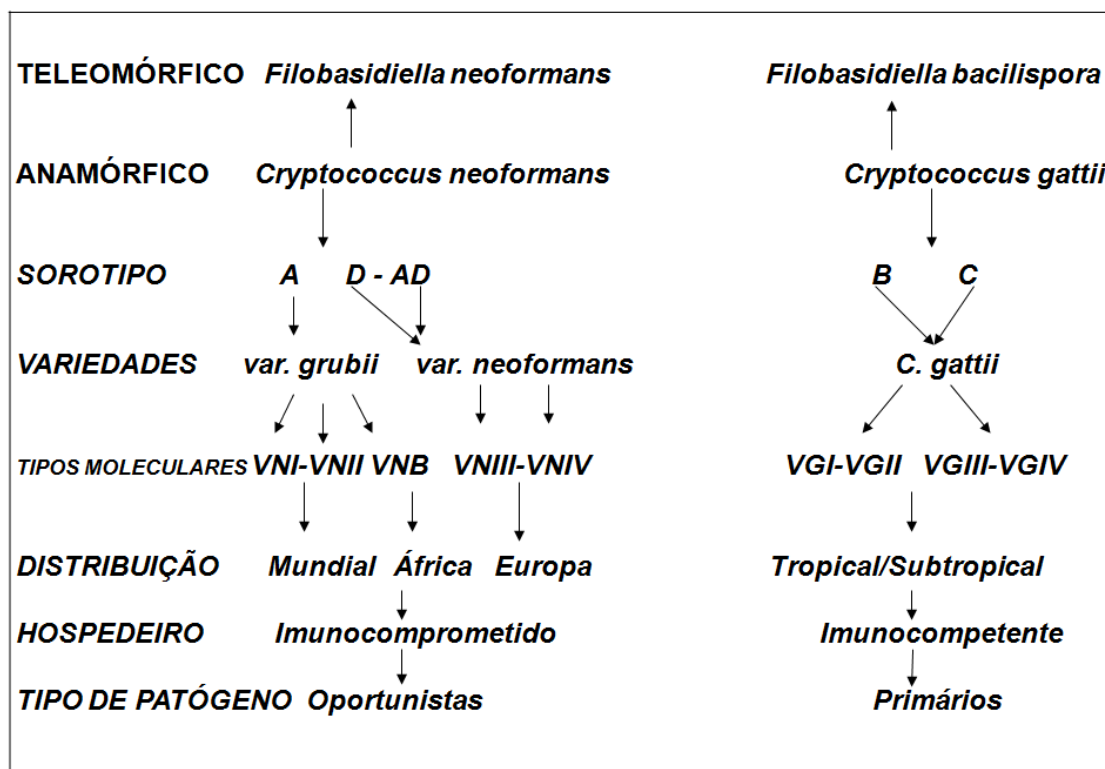 TELEOMÓRFICO Filobasidiella neoformans Filobasidiella bacilispora
ANAMÓRFICO Cryptococcus neoformans Cryptococcus gattii
SOROTIPO A D - AD B C
VARIEDADES var. grubii var. neoformans C. gattii
TIPOS MOLECULARES VNI-VNII VNB VNIII-VNIV VGI-VGII VGIII-VGIV
DISTRIBUIÇÃO Mundial África Europa Tropical/Subtropical
HOSPEDEIRO Imunocomprometido Imunocompetente
TIPO DE PATÓGENO Oportunistas Primários